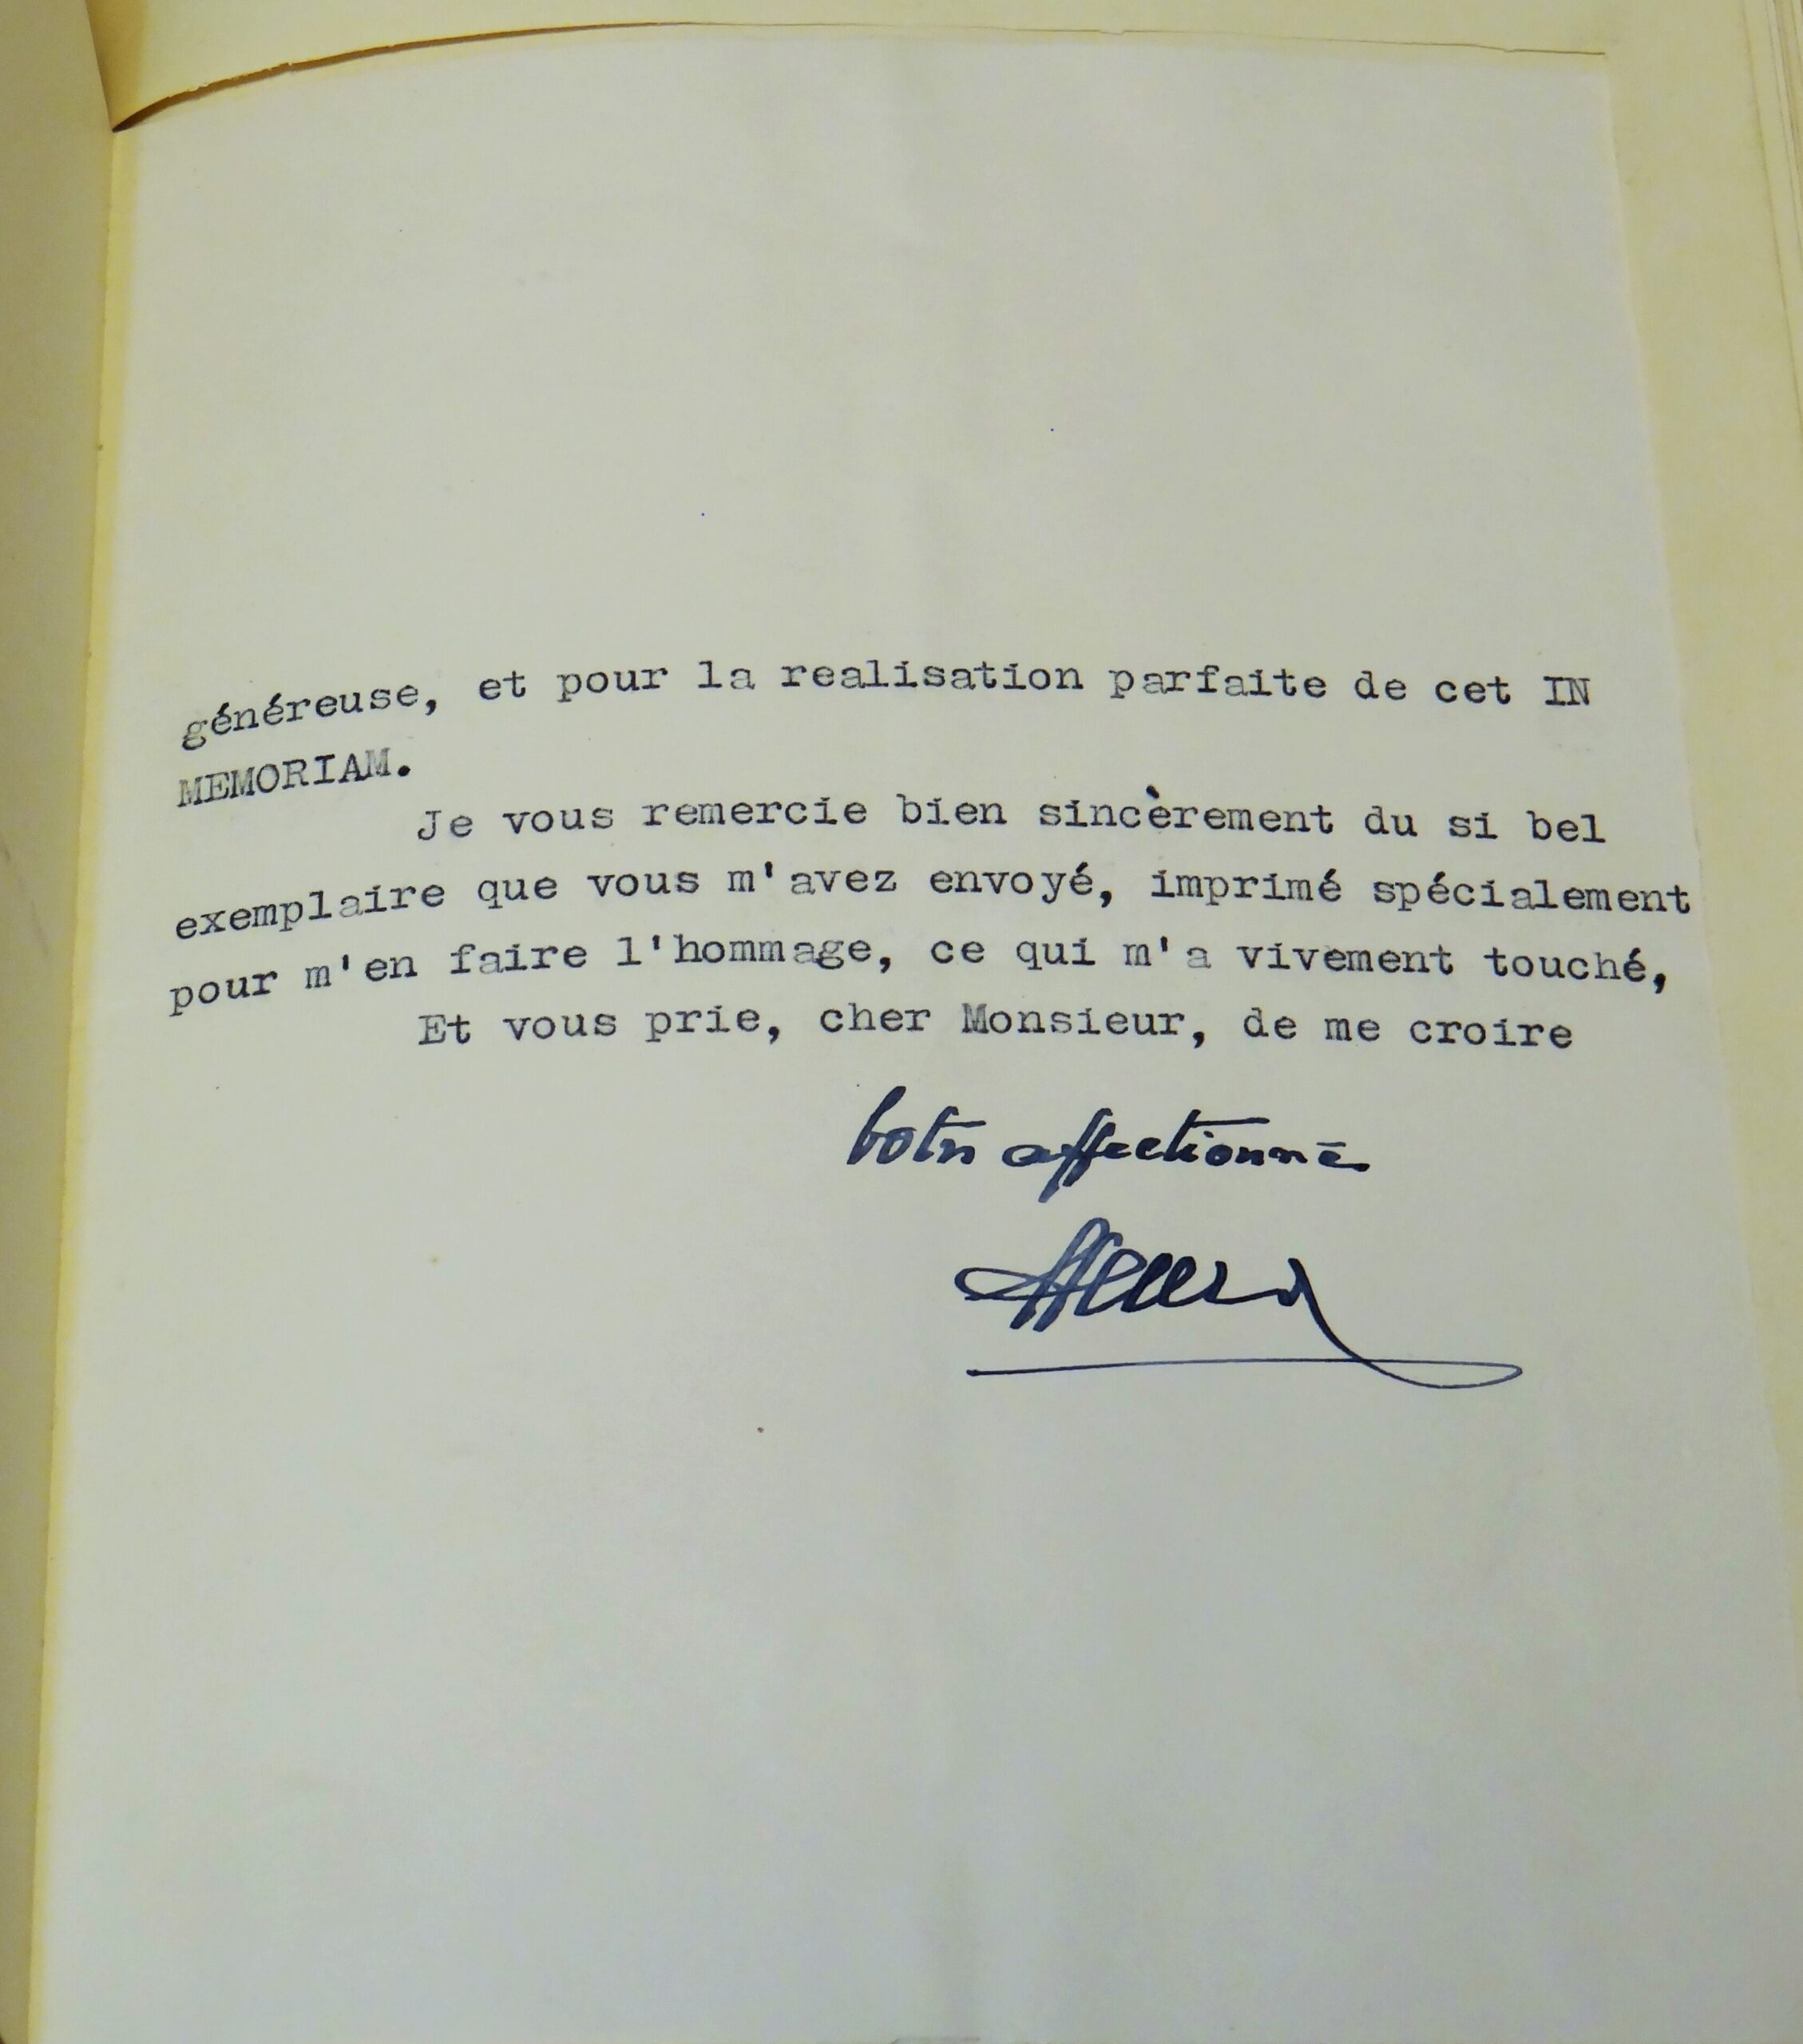 généreuse, et pour la realisation parfaite de cet IN
MEMORIAM.
Je vous remercie bien sincèrement du si bel
exemplaire que vous m'avez envoyé, imprimé spécialement
pour m'en faire l'hommage, ce qui m'a vivement touché,
Et vous prie, cher Monsieur, de me croire
votre affectionné